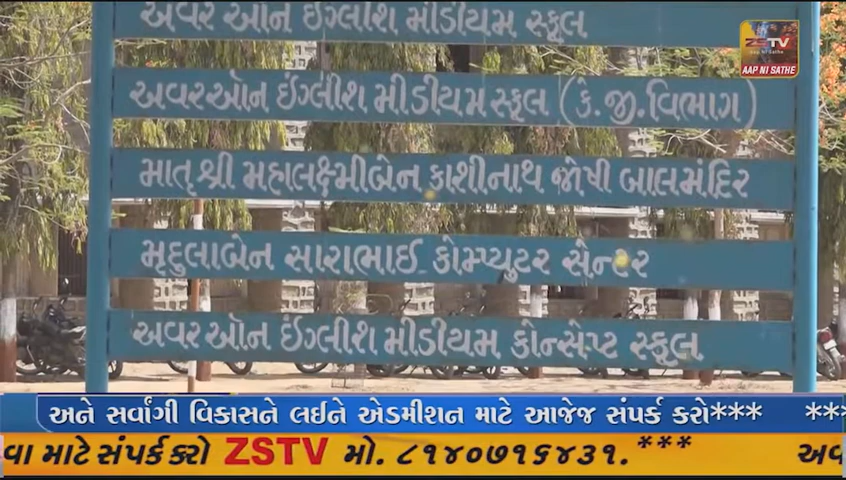 અવર ઓન ઈંગ્લીશ મીડીયમ સ્કૂલ
ZSTV
AAP NI SATHE
અવરઓન ઈંગ્લીશ મીડીયમ સ્કૂલ (કે.જી.વિભાગ)
માતૃશ્રી મહાલક્ષ્મીબેન કાશીનાથ જોષી બાલમંદિર
મૃદુલાબેન સારાભાઈ કોમ્પ્યુટર સેન્ટર
અવર ઓન ઈંગ્લીશ મીડીયમ કોન્સેપ્ટ સ્કૂલ
અને સર્વાંગી વિકાસને લઈને એડમીશન માટે આજેજ સંપર્ક કરો*** ***
વા માટે સંપર્ક કરો ZSTV મો. ૮૧૪૦૭૧૬૪૩૧.*** અવ